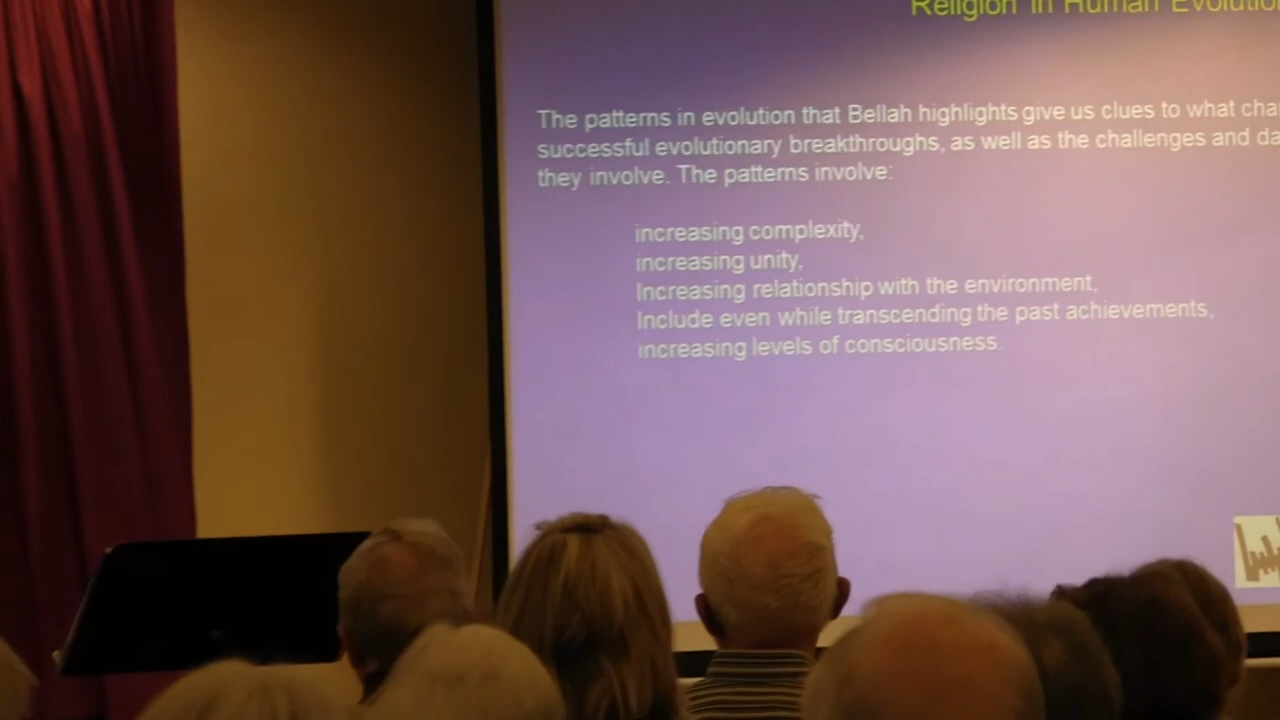 Religion in Human Evolution
The patterns in evolution that Bellah highlights give us clues to what cha
successful evolutionary breakthroughs, as well as the challenges and da
they involve. The patterns involve:
increasing complexity,
increasing unity,
Increasing relationship with the environment,
Include even while transcending the past achievements,
increasing levels of consciousness.